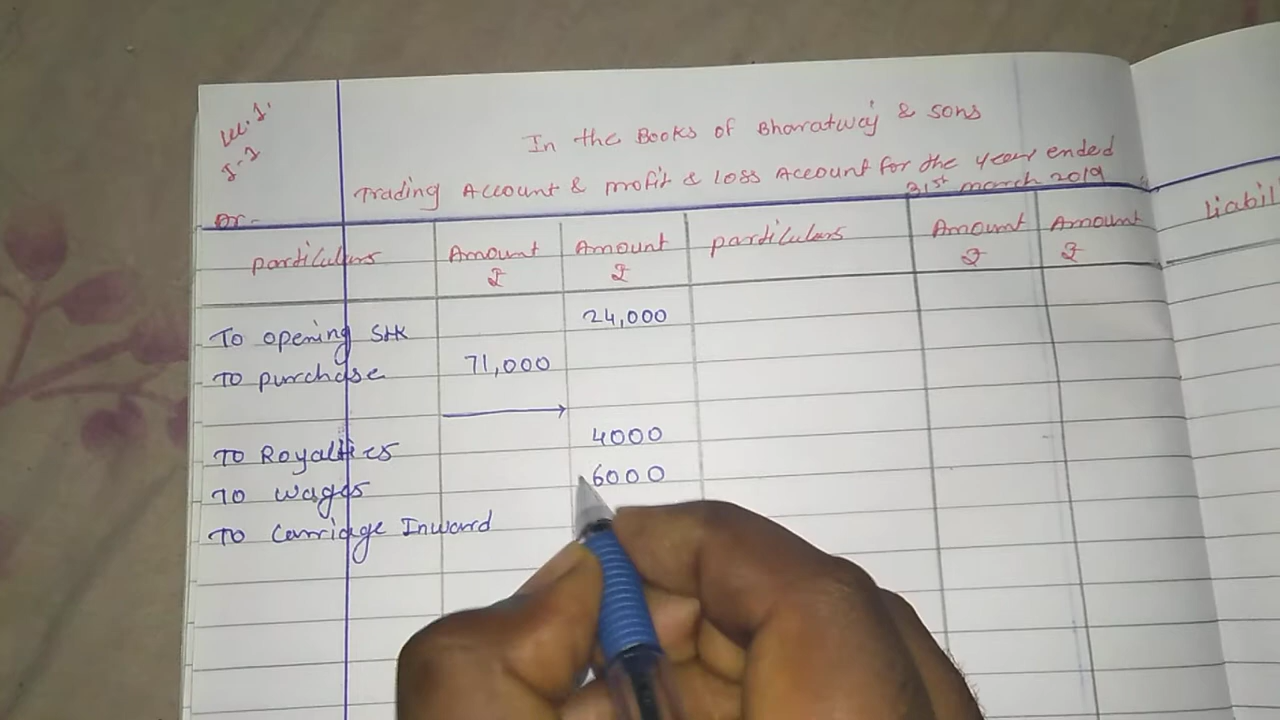 In the Books of Bharatwaj & sons
Trading Account & profit & loss Account for the year ended
31st march 2019
Dr.
particulars Amount ₹ Amount ₹ particulars Amount ₹ Amount ₹
liabil
To opening Stk 24,000
To purchase 71,000
To Royalties 4000
To wages 6000
To Carriage Inward